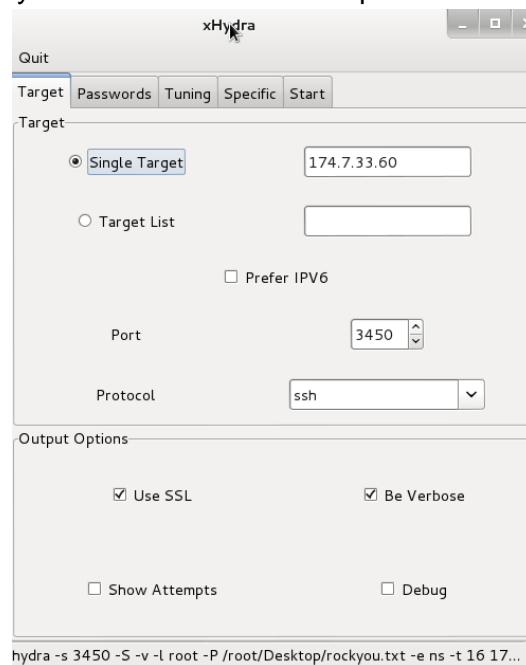 xHydra
Quit
Target Passwords Tuning Specific Start
Target
Single Target 174.7.33.60
Target List
Prefer IPV6
Port 3450
Protocol ssh
Output Options
Use SSL Be Verbose
Show Attempts Debug
hydra -s 3450 -S -v -l root -P /root/Desktop/rockyou.txt -e ns -t 16 17...